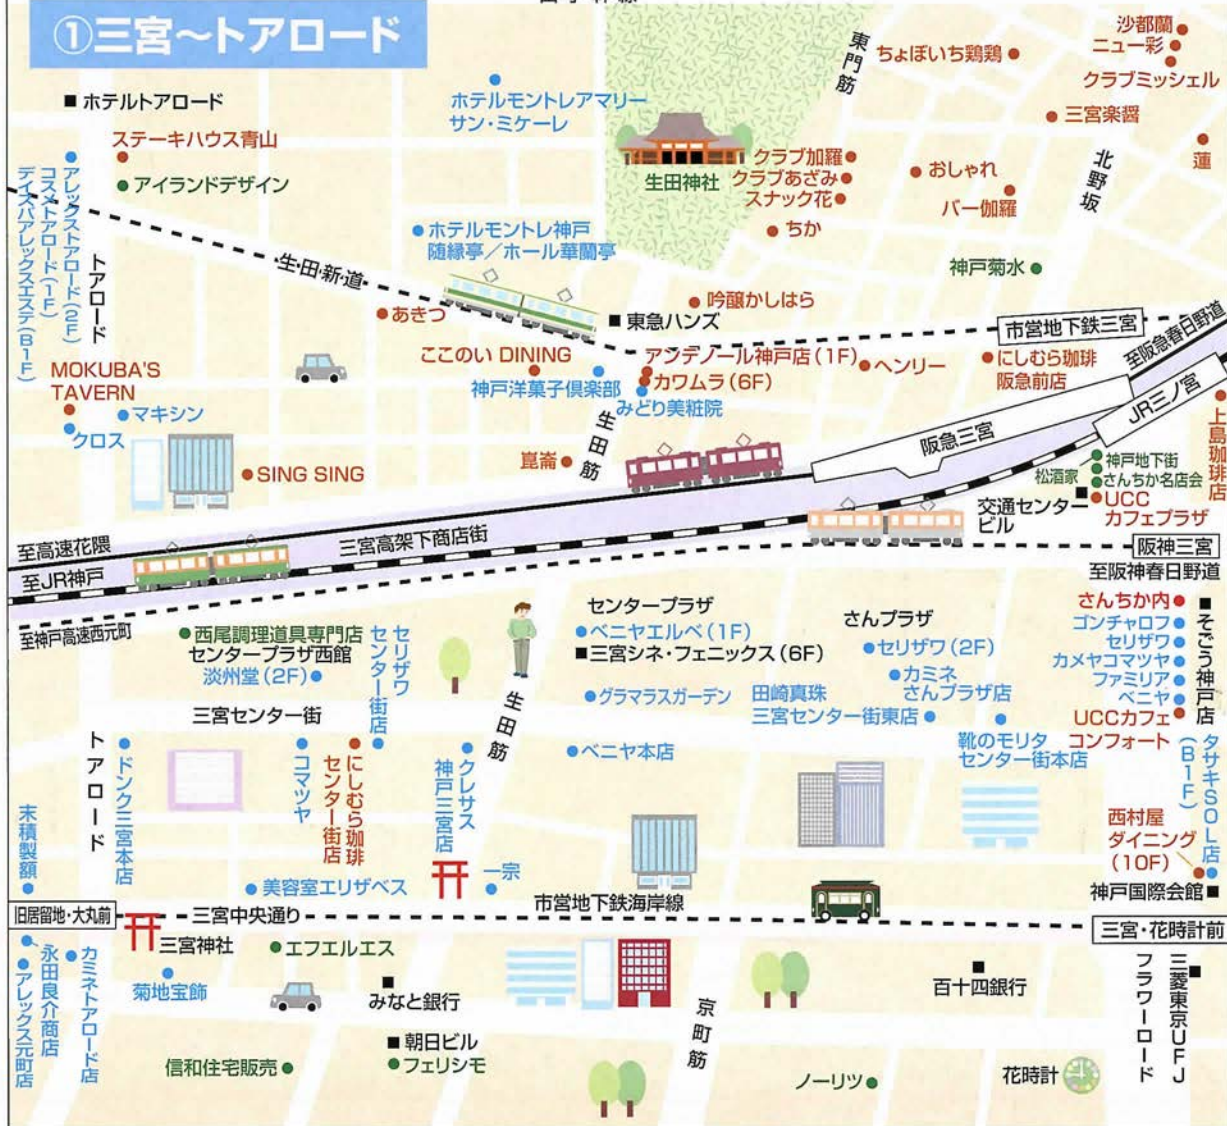 ①三宮〜トアロード
沙都蘭
ニュー彩
クラブミッシェル
東門筋
ちょぼいち鶏鶏
三宮楽醤
蓮
北野坂
ホテルトアロード
ホテルモントレアマリー
サン・ミケーレ
ステーキハウス青山
アイランドデザイン
アレックストアロード(2F)
コスメトアロード(1F)
デイスパアレックスエステ(B1F)
トアロード
生田神社
クラブ加羅
クラブあざみ
スナック花
ちか
おしゃれ
バー伽羅
神戸菊水
ホテルモントレ神戸
随縁亭/ホール華蘭亭
生・田・新・道
あきつ
吟醸かしはら
東急ハンズ
市営地下鉄三宮
至阪急春日野道
ここのい DINING
神戸洋菓子倶楽部
アンデノール神戸店(1F)
カワムラ(6F)
みどり美粧院
ヘンリー
にしむら珈琲
阪急前店
MOKUBA'S
TAVERN
マキシン
クロス
SING SING
生田筋
崑崙
阪急三宮
JR三ノ宮
上島珈琲店
神戸地下街
さんちか名店会
松酒家
UCC
カフェプラザ
交通センター
ビル
至高速花隈
三宮高架下商店街
至JR神戸
阪神三宮
至阪神春日野道
至神戸高速西元町
西尾調理道具専門店
センタープラザ西館
淡州堂(2F)
セリザワ
センター街店
三宮センター街
センタープラザ
ベニヤエルベ(1F)
三宮シネ・フェニックス(6F)
さんプラザ
セリザワ(2F)
カミネ
さんプラザ店
グラマラスガーデン
田崎真珠
三宮センター街東店
さんちか内
ゴンチャロフ
セリザワ
カメヤコマツヤ
ファミリア
ベニヤ
UCCカフェ
コンフォート
そごう神戸店
生田筋
ベニヤ本店
靴のモリタ
センター街本店
タサキSOL店
(B1F)
トアロード
ドンク三宮本店
コマツヤ
にしむら珈琲
センター街店
クレサス
神戸三宮店
末積製額
西村屋
ダイニング
(10F)
神戸国際会館
美容室エリザベス
一宗
市営地下鉄海岸線
旧居留地・大丸前
三宮中央通り
三宮・花時計前
三宮神社
エフエルエス
永田良介商店
アレックス元町店
カミネトアロード店
菊地宝飾
みなと銀行
百十四銀行
三菱東京UFJ
フラワーロード
京町筋
朝日ビル
フェリシモ
信和住宅販売
ノーリツ
花時計